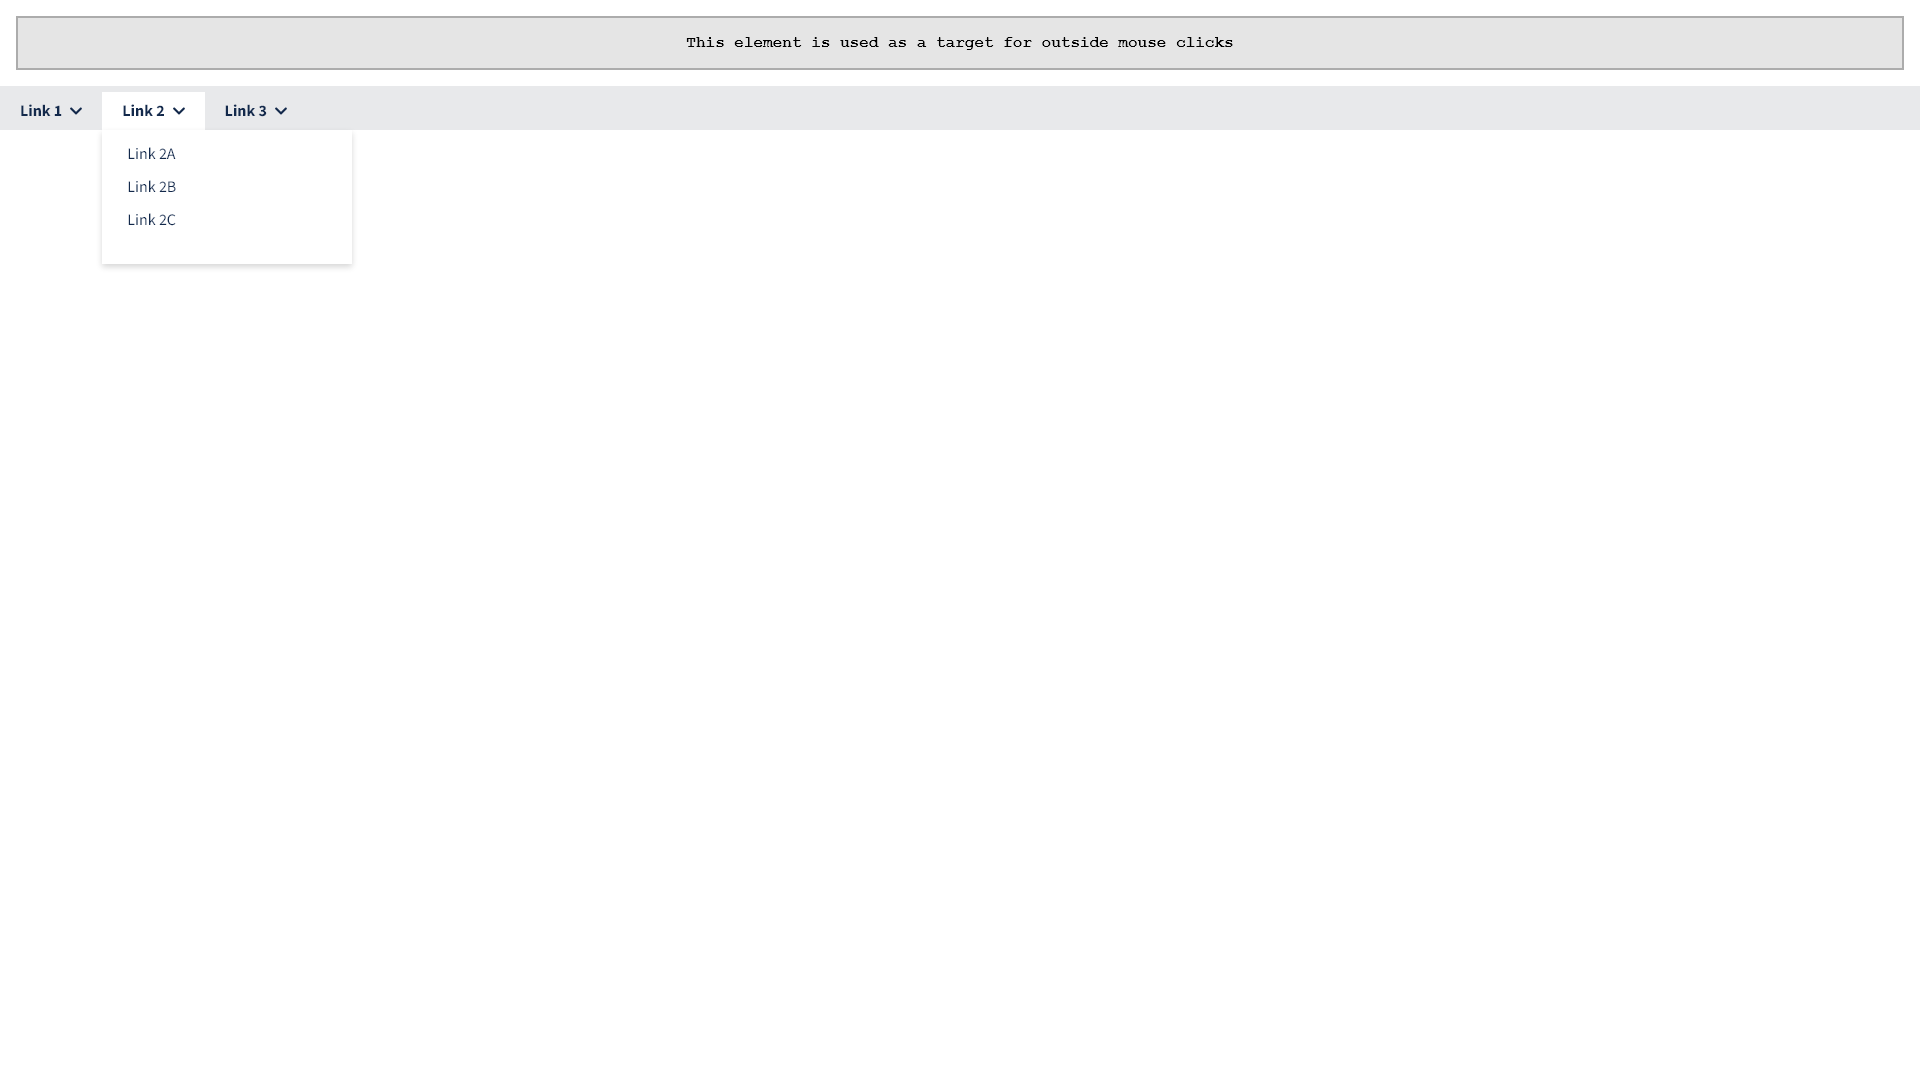 This element is used as a target for outside mouse clicks
Link 1 Link 2 Link 3
Link 2A
Link 2B
Link 2C